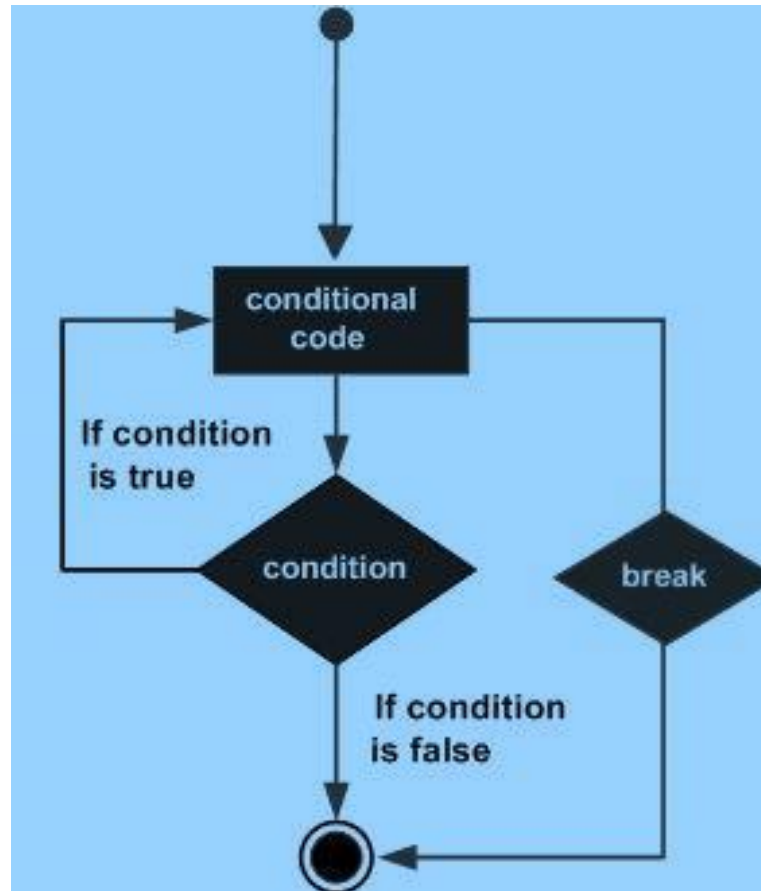 conditional
code
If condition
is true
condition
break
If condition
is false